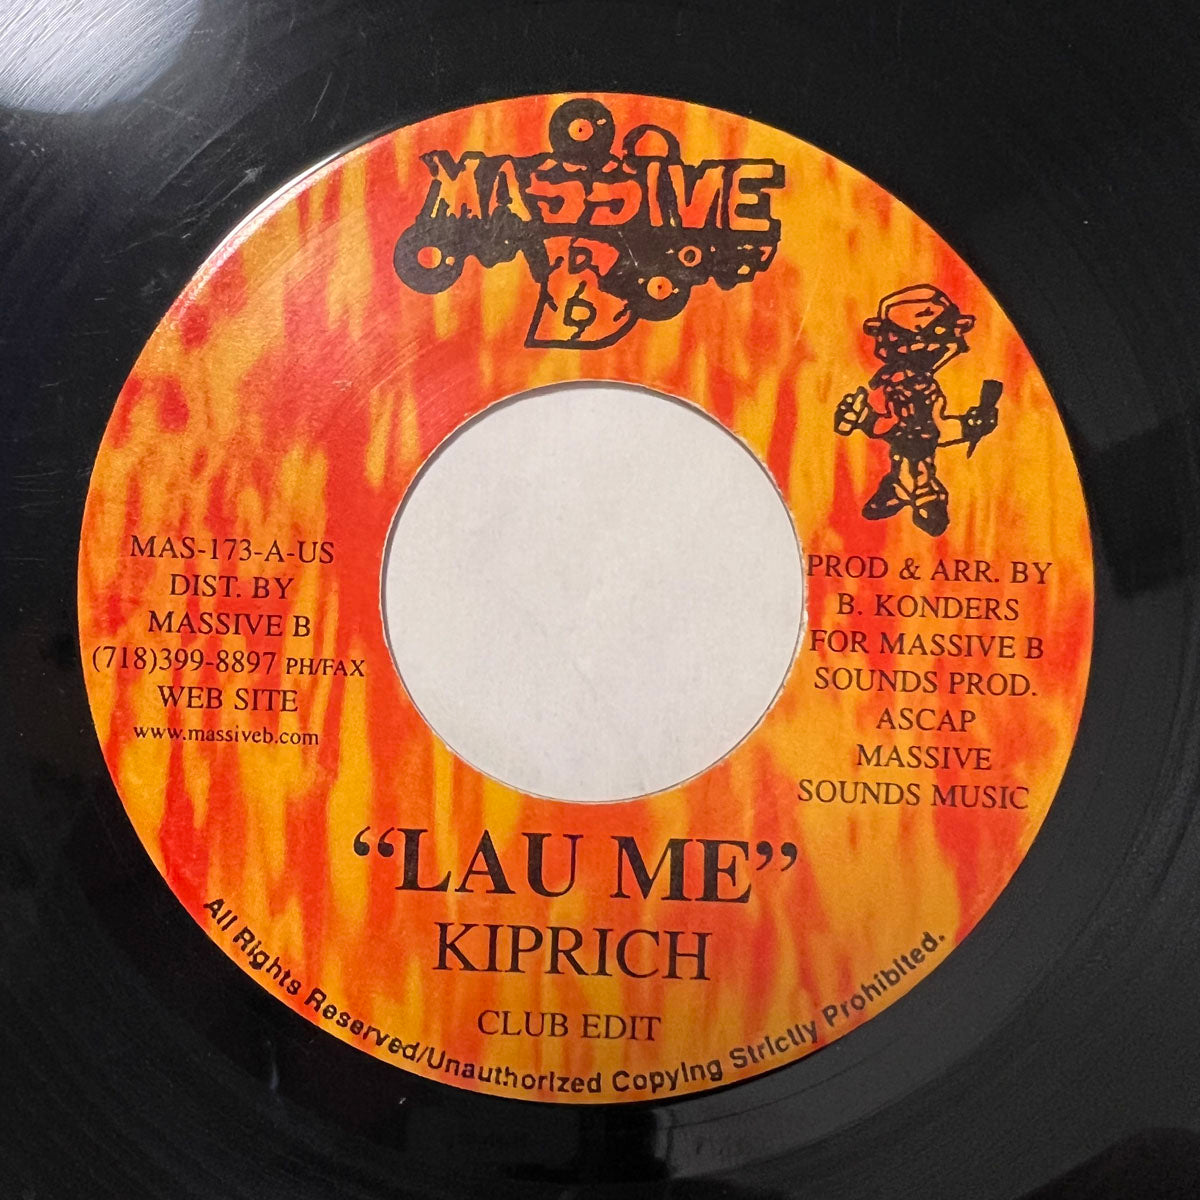 MASSIVE
B
MAS-173-A-US
DIST. BY
MASSIVE B
(718)399-8897 PH/FAX
WEB SITE
www.massiveb.com
PROD & ARR. BY
B. KONDERS
FOR MASSIVE B
SOUNDS PROD.
ASCAP
MASSIVE
SOUNDS MUSIC
“LAU ME”
KIPRICH
CLUB EDIT
All Rights Reserved/Unauthorized Copying Strictly Prohibited.